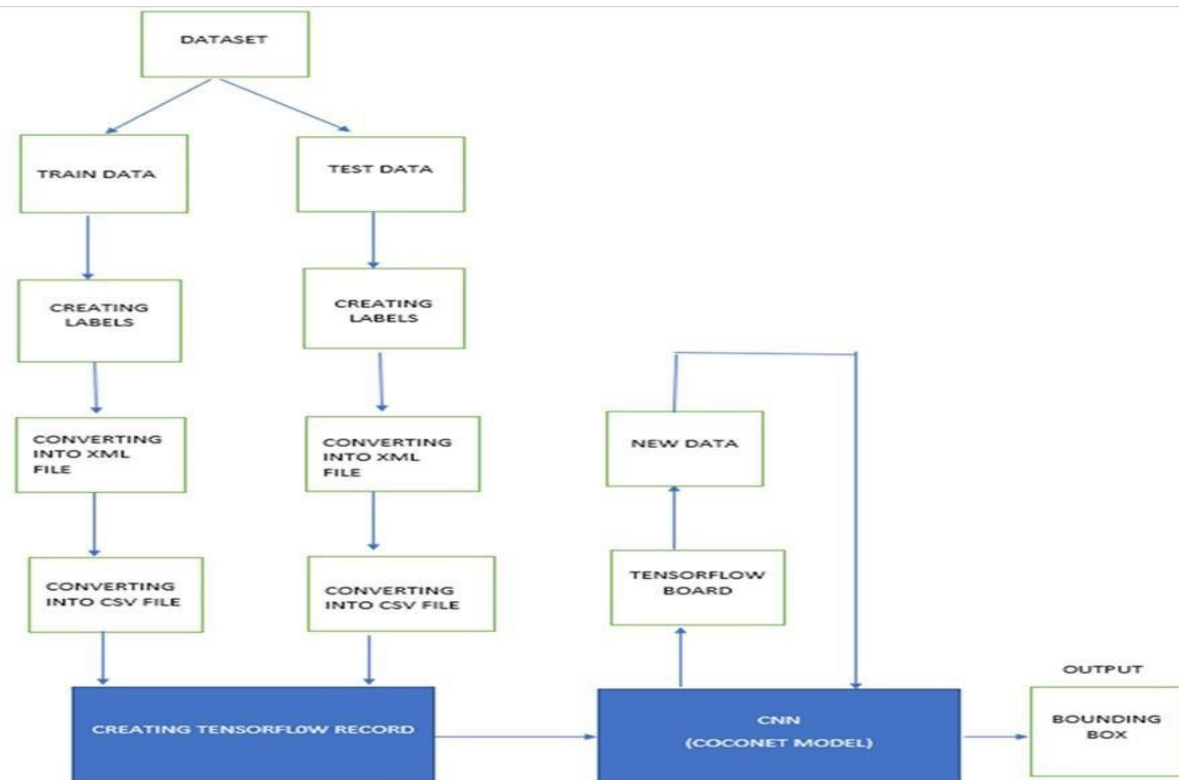 DATASET
TRAIN DATA
TEST DATA
CREATING
LABELS
CREATING
LABELS
CONVERTING
INTO XML
FILE
CONVERTING
INTO XML
FILE
NEW DATA
CONVERTING
INTO CSV FILE
CONVERTING
INTO CSV FILE
TENSORFLOW
BOARD
CREATING TENSORFLOW RECORD
CNN
(COCONET MODEL)
OUTPUT
BOUNDING
BOX